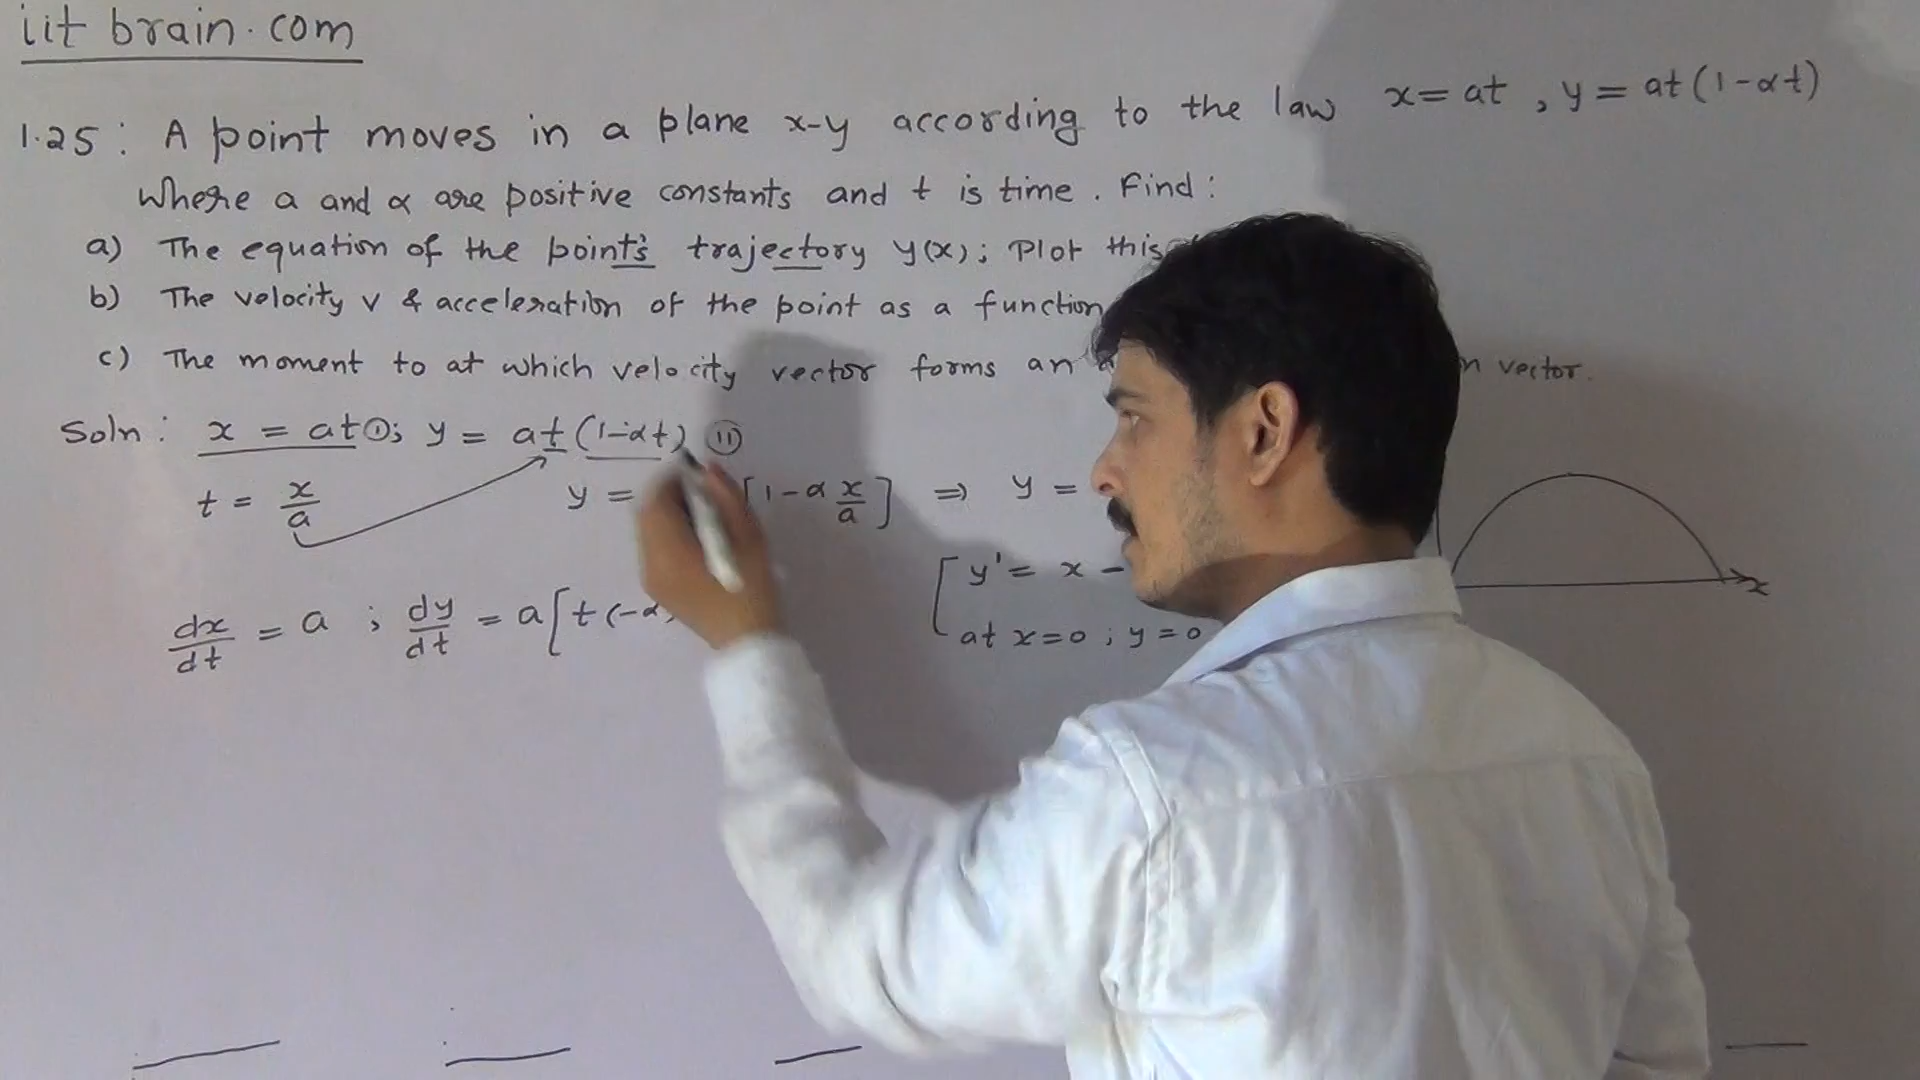 iit brain.com
1.25: A point moves in a plane x-y according to the law x=at, y=at(1-αt)
Where a and α are positive constants and t is time. Find:
a) The equation of the point's trajectory y(x); Plot this
b) The velocity v & acceleration of the point as a function
c) The moment to at which velocity vector forms an vector.
Soln: x = at ①; y = at(1-αt) ⑪
t = x/a
y = [1-α x/a] ⇒ y =
y' = x -
at x=0; y=0
x
dx/dt = a; dy/dt = a[t(-α)